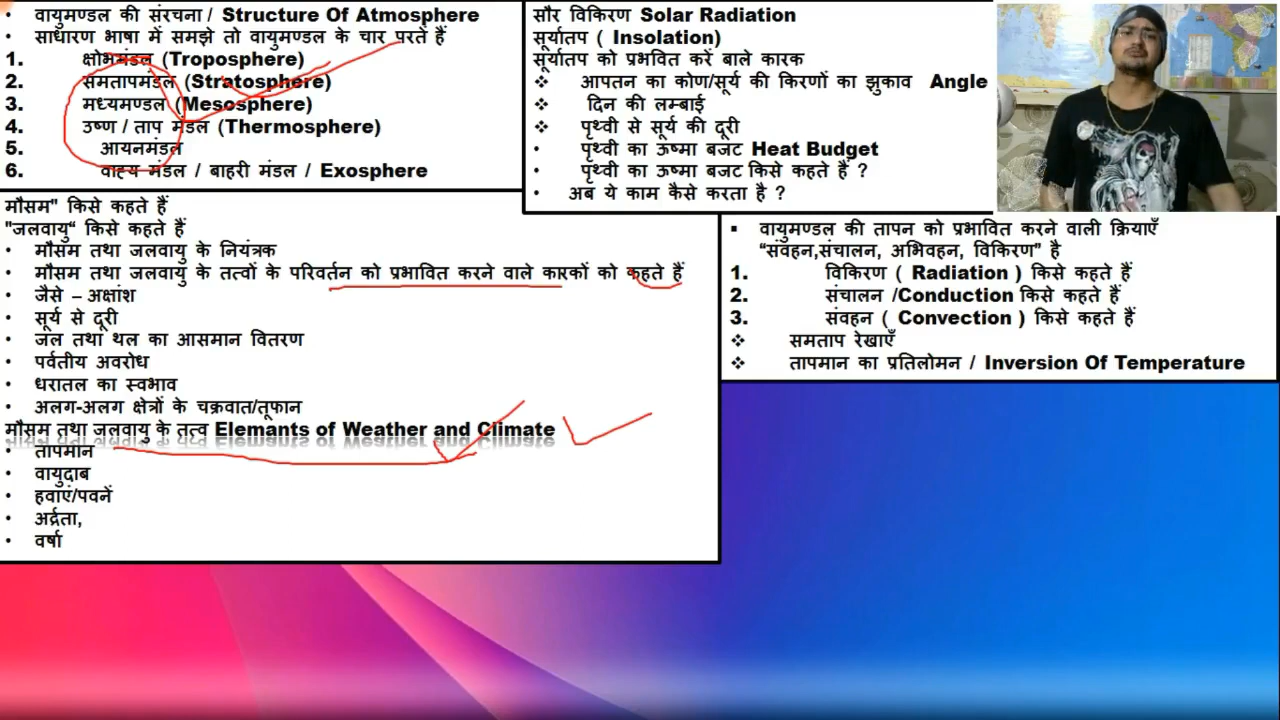 वायुमण्डल की संरचना / Structure Of Atmosphere
साधारण भाषा में समझे तो वायुमण्डल के चार परतें हैं
1. क्षोभमंडल (Troposphere)
2. समतापमंडल (Stratosphere)
3. मध्यमण्डल (Mesosphere)
4. उष्ण / ताप मंडल (Thermosphere)
5. आयनमंडल
6. वाह्य मंडल / बाहरी मंडल / Exosphere
सौर विकिरण Solar Radiation
सूर्यातप ( Insolation)
सूर्यातप को प्रभवित करें बाले कारक
❖ आपतन का कोण/सूर्य की किरणों का झुकाव Angle
❖ दिन की लम्बाई
❖ पृथ्वी से सूर्य की दूरी
• पृथ्वी का ऊष्मा बजट Heat Budget
• पृथ्वी का ऊष्मा बजट किसे कहते हैं ?
• अब ये काम कैसे करता है ?
मौसम" किसे कहते हैं
"जलवायु“ किसे कहते हैं
• मौसम तथा जलवायु के नियंत्रक
• मौसम तथा जलवायु के तत्वों के परिवर्तन को प्रभावित करने वाले कारकों को कहते हैं
• जैसे – अक्षांश
• सूर्य से दूरी
• जल तथा थल का आसमान वितरण
• पर्वतीय अवरोध
• धरातल का स्वभाव
• अलग-अलग क्षेत्रों के चक्रवात/तूफान
मौसम तथा जलवायु के तत्व Elemants of Weather and Climate
• तापमान
• वायुदाब
• हवाएं/पवनें
• अर्द्रता,
• वर्षा
▪ वायुमण्डल की तापन को प्रभावित करने वाली क्रियाएँ
“संवहन,संचालन, अभिवहन, विकिरण” है
1. विकिरण ( Radiation ) किसे कहते हैं
2. संचालन /Conduction किसे कहते हैं
3. संवहन ( Convection ) किसे कहते हैं
❖ समताप रेखाएँ
❖ तापमान का प्रतिलोमन / Inversion Of Temperature